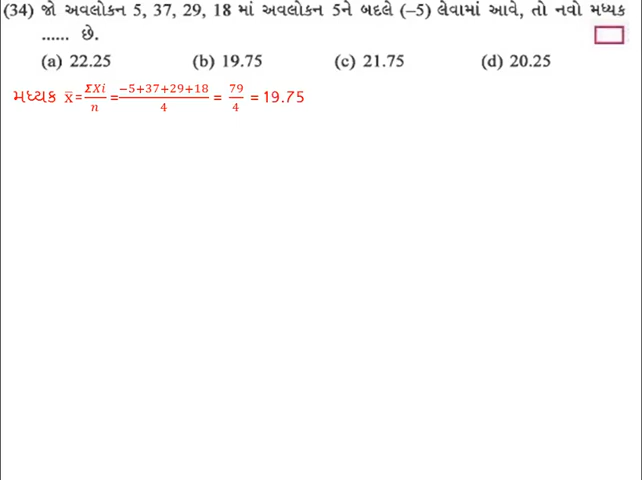 (34) જો અવલોકન 5, 37, 29, 18 માં અવલોકન 5ને બદલે (−5) લેવામાં આવે, તો નવો મધ્યક
...... છે.
(a) 22.25 (b) 19.75 (c) 21.75 (d) 20.25
મધ્યક x̄ = ΣXi/n = −5+37+29+18/4 = 79/4 = 19.75